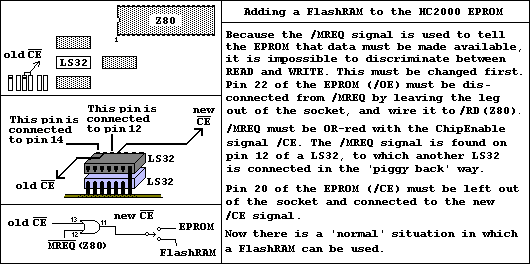 Z80
1
old CE
LS32
This pin is
connected
to pin 14
This pin is
connected
to pin 12
new
CE
LS32
LS32
old CE
old CE
13
12
11
new CE
MREQ (Z80)
EPROM
FlashRAM
Adding a FlashRAM to the HC2000 EPROM
Because the /MREQ signal is used to tell
the EPROM that data must be made available,
it is impossible to discriminate between
READ and WRITE. This must be changed first.
Pin 22 of the EPROM (/OE) must be dis-
connected from /MREQ by leaving the leg
out of the socket, and wire it to /RD (Z80).
/MREQ must be OR-red with the ChipEnable
signal /CE. The /MREQ signal is found on
pin 12 of a LS32, to which another LS32
is connected in the 'piggy back' way.
Pin 20 of the EPROM (/CE) must be left out
of the socket and connected to the new
/CE signal.
Now there is a 'normal' situation in which
a FlashRAM can be used.